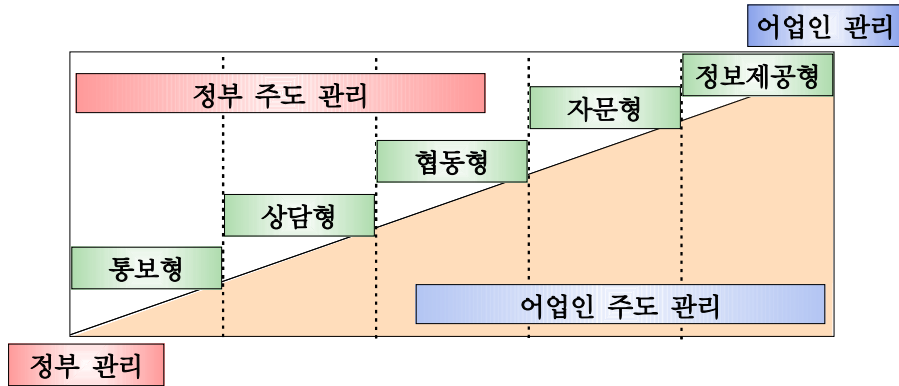 어업인 관리
정보제공형
정부 주도 관리
자문형
협동형
상담형
통보형
어업인 주도 관리
정부 관리